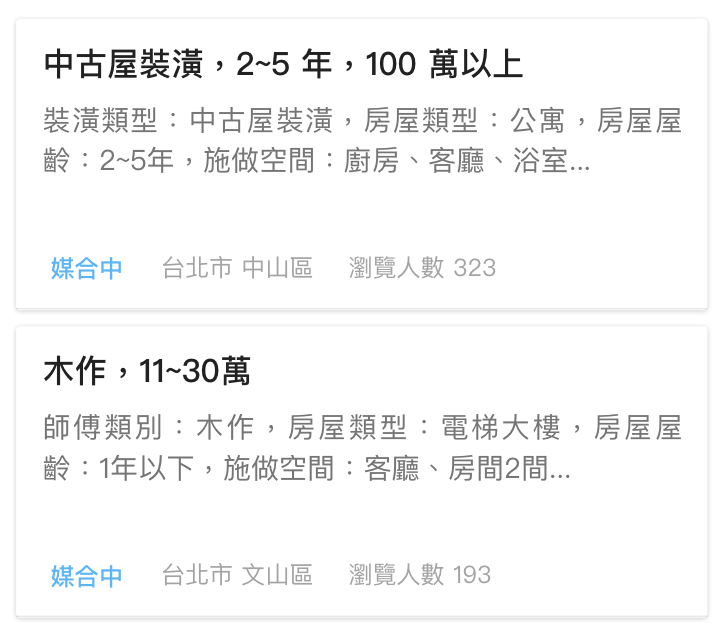 中古屋裝潢，2~5 年，100 萬以上
裝潢類型：中古屋裝潢，房屋類型：公寓，房屋屋
齡：2~5年，施做空間：廚房、客廳、浴室...
媒合中 台北市 中山區 瀏覽人數 323
木作，11~30萬
師傅類別：木作，房屋類型：電梯大樓，房屋屋
齡：1年以下，施做空間：客廳、房間2間...
媒合中 台北市 文山區 瀏覽人數 193